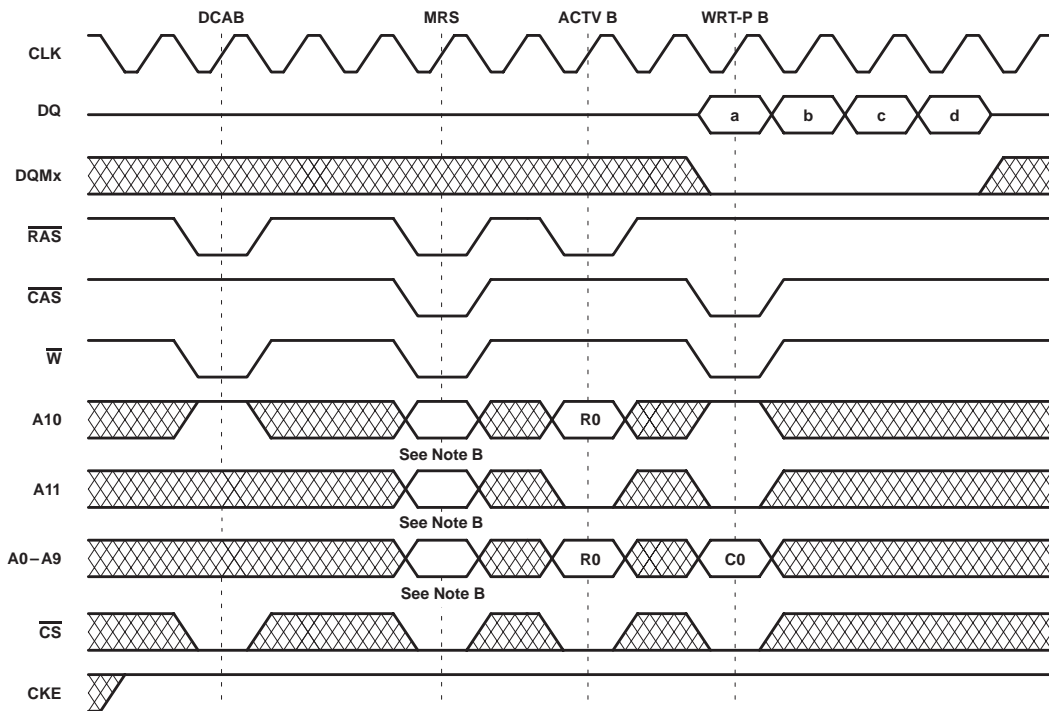 DCAB MRS ACTV B WRT-P B
CLK
DQ a b c d
DQMx
RAS
CAS
W
A10 R0
See Note B
A11
See Note B
A0–A9 R0 C0
See Note B
CS
CKE